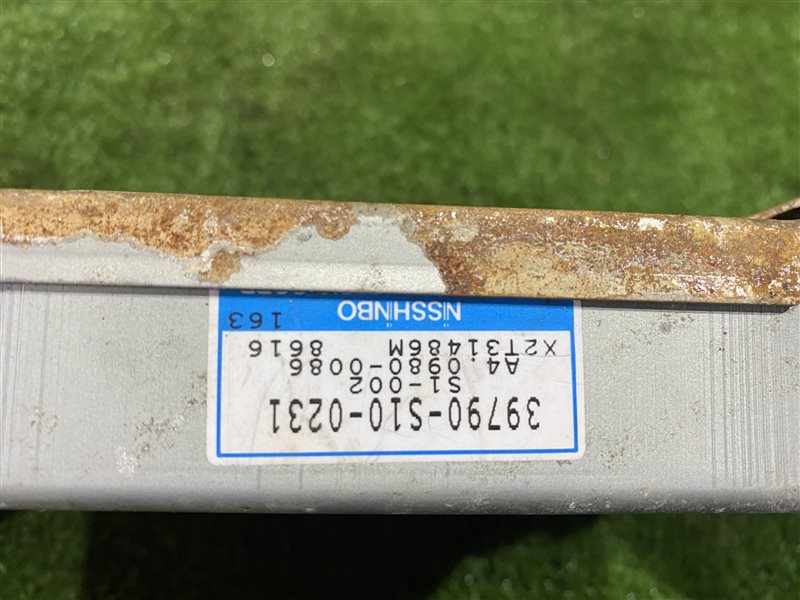 39790-S10-0231
S1-002
A4 0980-0086
X2T31486M 8616
NISSHINBO 163